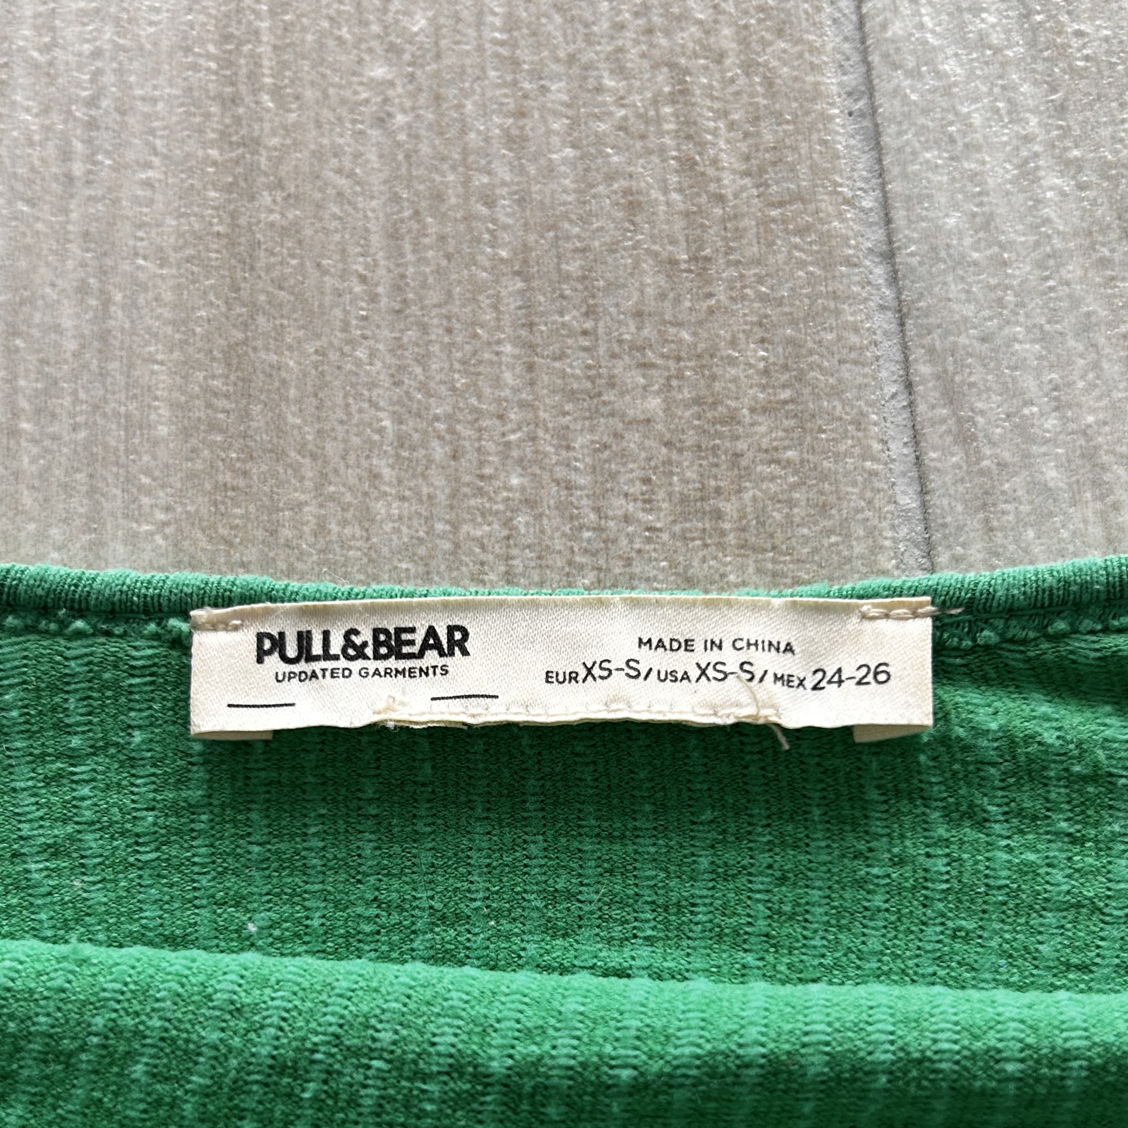 PULL&BEAR
UPDATED GARMENTS
MADE IN CHINA
EUR XS-S/USA XS-S/MEX 24-26